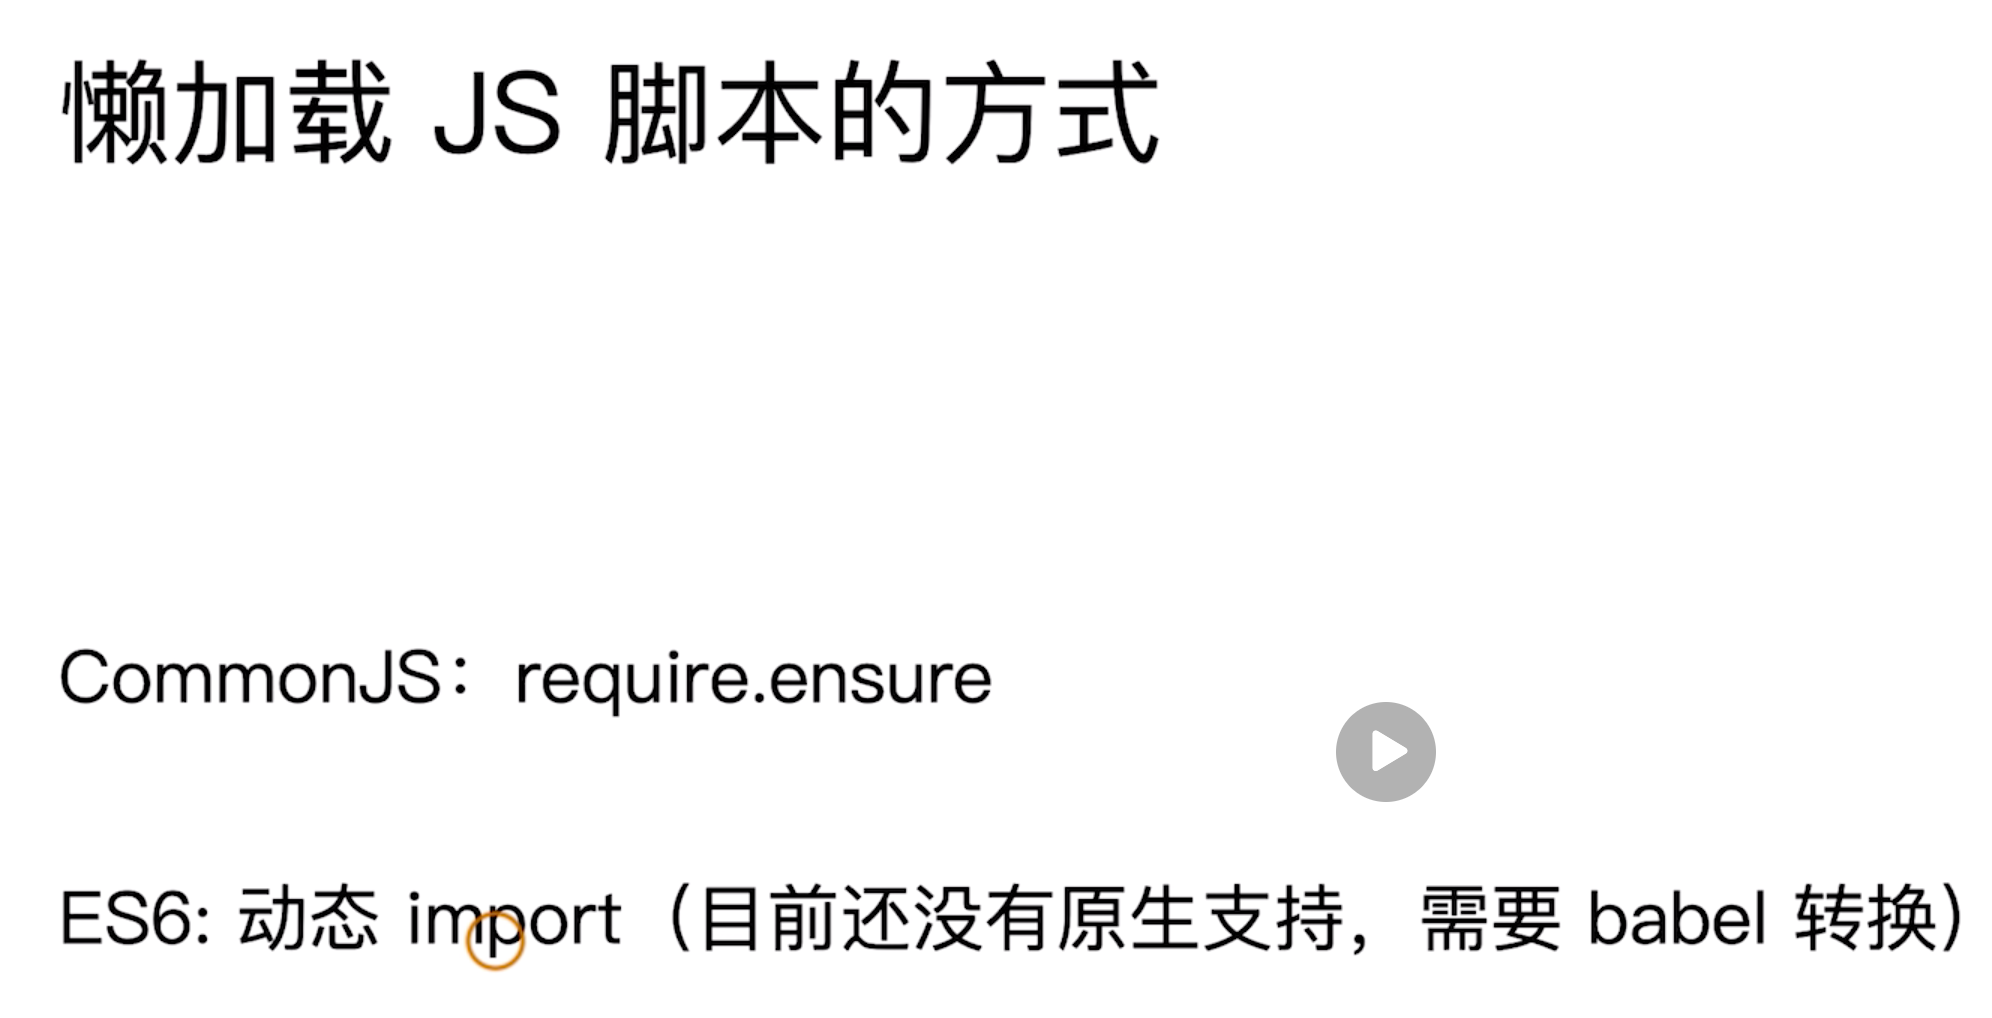 懒加载 JS 脚本的方式
CommonJS：require.ensure
ES6: 动态 import（目前还没有原生支持，需要 babel 转换）